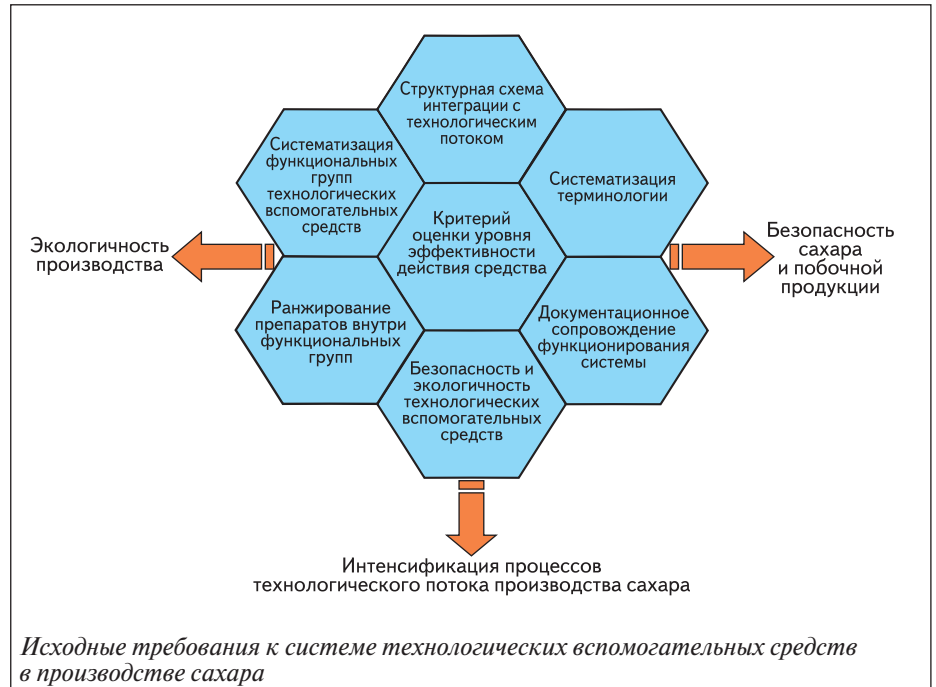 Структурная схема
интеграции с
технологическим
потоком
Систематизация
функциональных
групп
технологических
вспомогательных
средств
Систематизация
терминологии
Критерий
оценки уровня
эффективности
действия средства
Экологичность
производства
Безопасность
сахара
и побочной
продукции
Ранжирование
препаратов внутри
функциональных
групп
Документационное
сопровождение
функционирования
системы
Безопасность и
экологичность
технологических
вспомогательных
средств
Интенсификация процессов
технологического потока производства сахара
Исходные требования к системе технологических вспомогательных средств
в производстве сахара